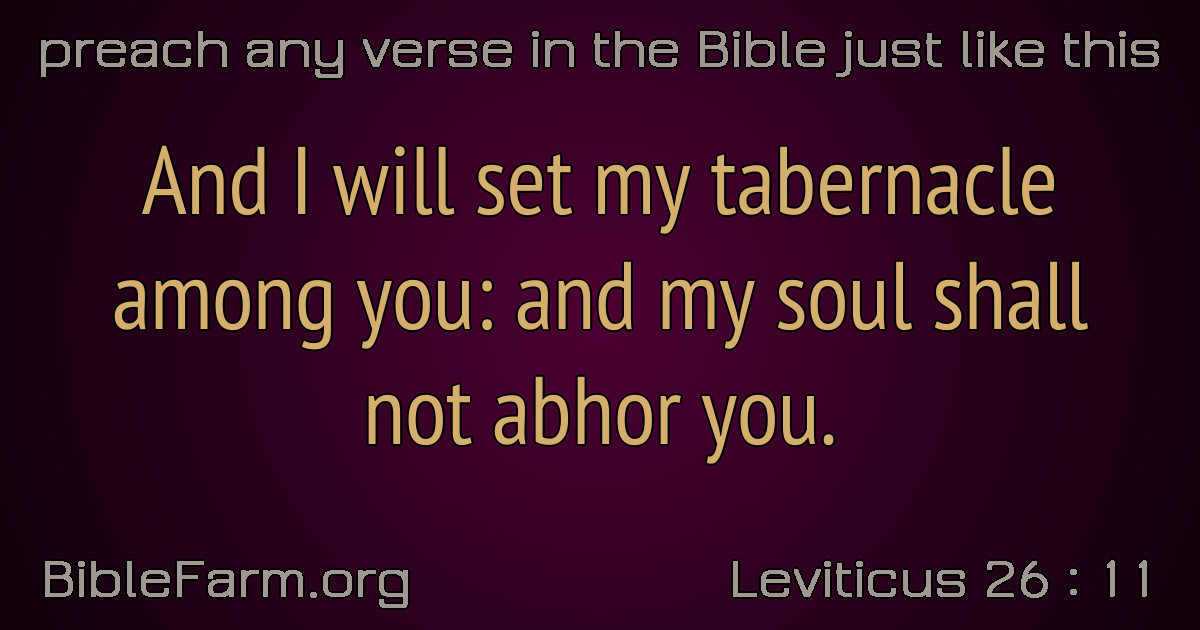 preach any verse in the Bible just like this
And I will set my tabernacle
among you: and my soul shall
not abhor you.
BibleFarm.org
Leviticus 26 : 11